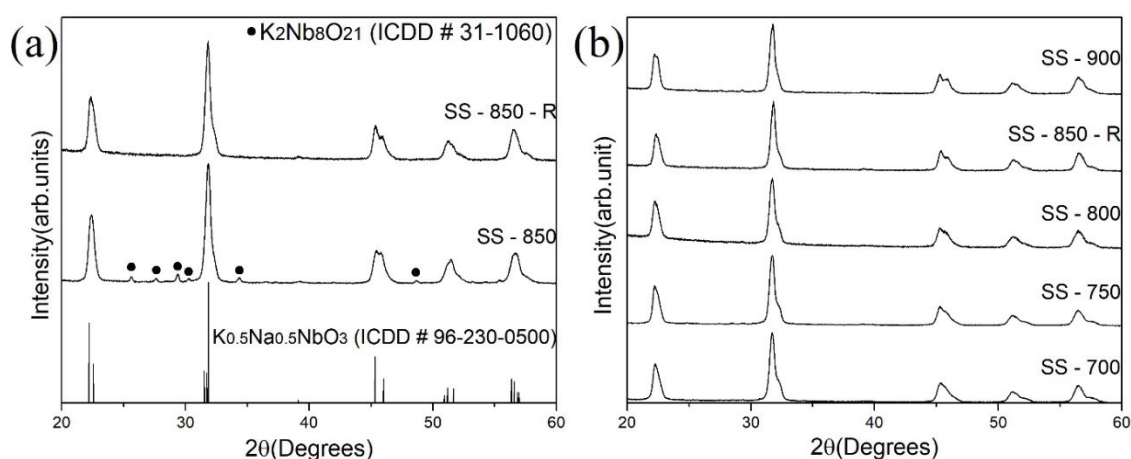 (a)
● K2Nb8O21 (ICDD # 31-1060)
SS - 850 - R
SS - 850
K0.5Na0.5NbO3 (ICDD # 96-230-0500)
Intensity(arb.units)
20 30 40 50 60
2θ(Degrees)
(b)
SS - 900
SS - 850 - R
SS - 800
SS - 750
SS - 700
Intensity(arb.unit)
20 30 40 50 60
2θ(Degrees)